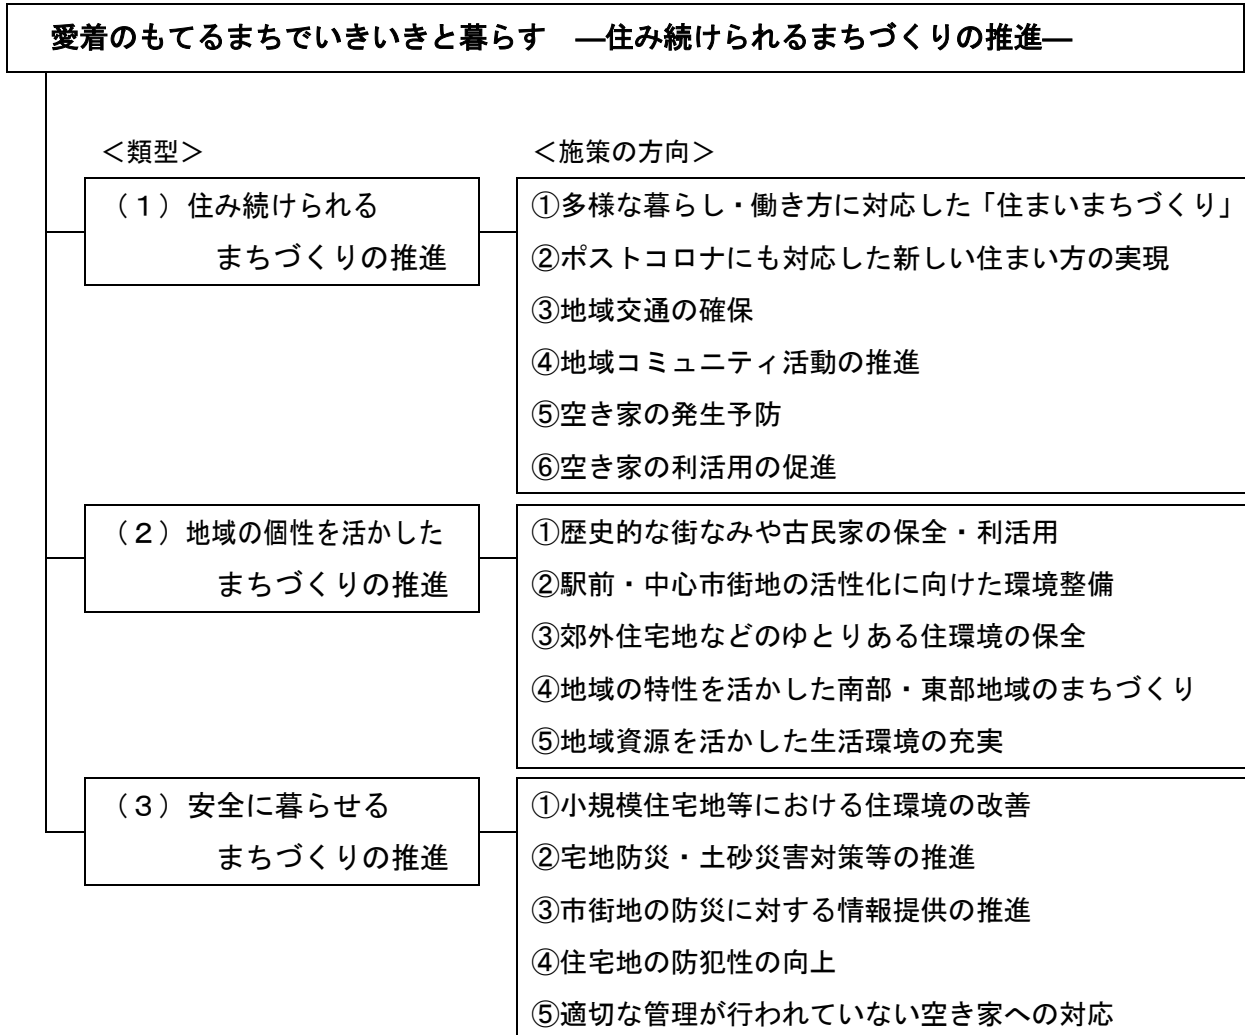 愛着のもてるまちでいきいきと暮らす　―住み続けられるまちづくりの推進―
＜類型＞　＜施策の方向＞
（１）住み続けられる
まちづくりの推進
①多様な暮らし・働き方に対応した「住まいまちづくり」
②ポストコロナにも対応した新しい住まい方の実現
③地域交通の確保
④地域コミュニティ活動の推進
⑤空き家の発生予防
⑥空き家の利活用の促進
（２）地域の個性を活かした
まちづくりの推進
①歴史的な街なみや古民家の保全・利活用
②駅前・中心市街地の活性化に向けた環境整備
③郊外住宅地などのゆとりある住環境の保全
④地域の特性を活かした南部・東部地域のまちづくり
⑤地域資源を活かした生活環境の充実
（３）安全に暮らせる
まちづくりの推進
①小規模住宅地等における住環境の改善
②宅地防災・土砂災害対策等の推進
③市街地の防災に対する情報提供の推進
④住宅地の防犯性の向上
⑤適切な管理が行われていない空き家への対応